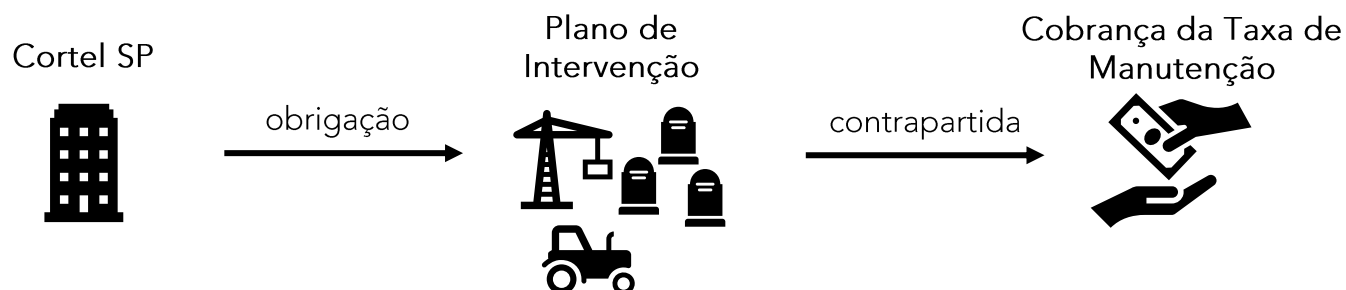 Cortel SP
obrigação
Plano de
Intervenção
contrapartida
Cobrança da Taxa de
Manutenção